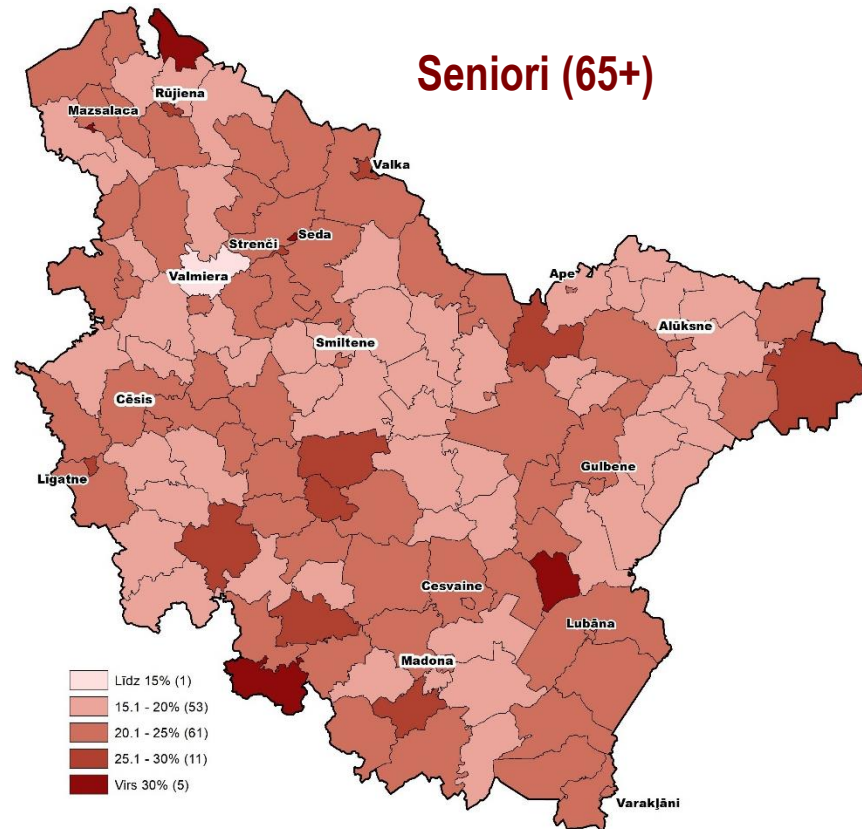 Seniori (65+)
Rūjiena
Mazsalaca
Valka
Seda
Strenči
Valmiera
Ape
Alūksne
Smiltene
Cēsis
Gulbene
Līgatne
Cesvaine
Lubāna
Madona
Varakļāni
Līdz 15% (1)
15.1 - 20% (53)
20.1 - 25% (61)
25.1 - 30% (11)
Virs 30% (5)